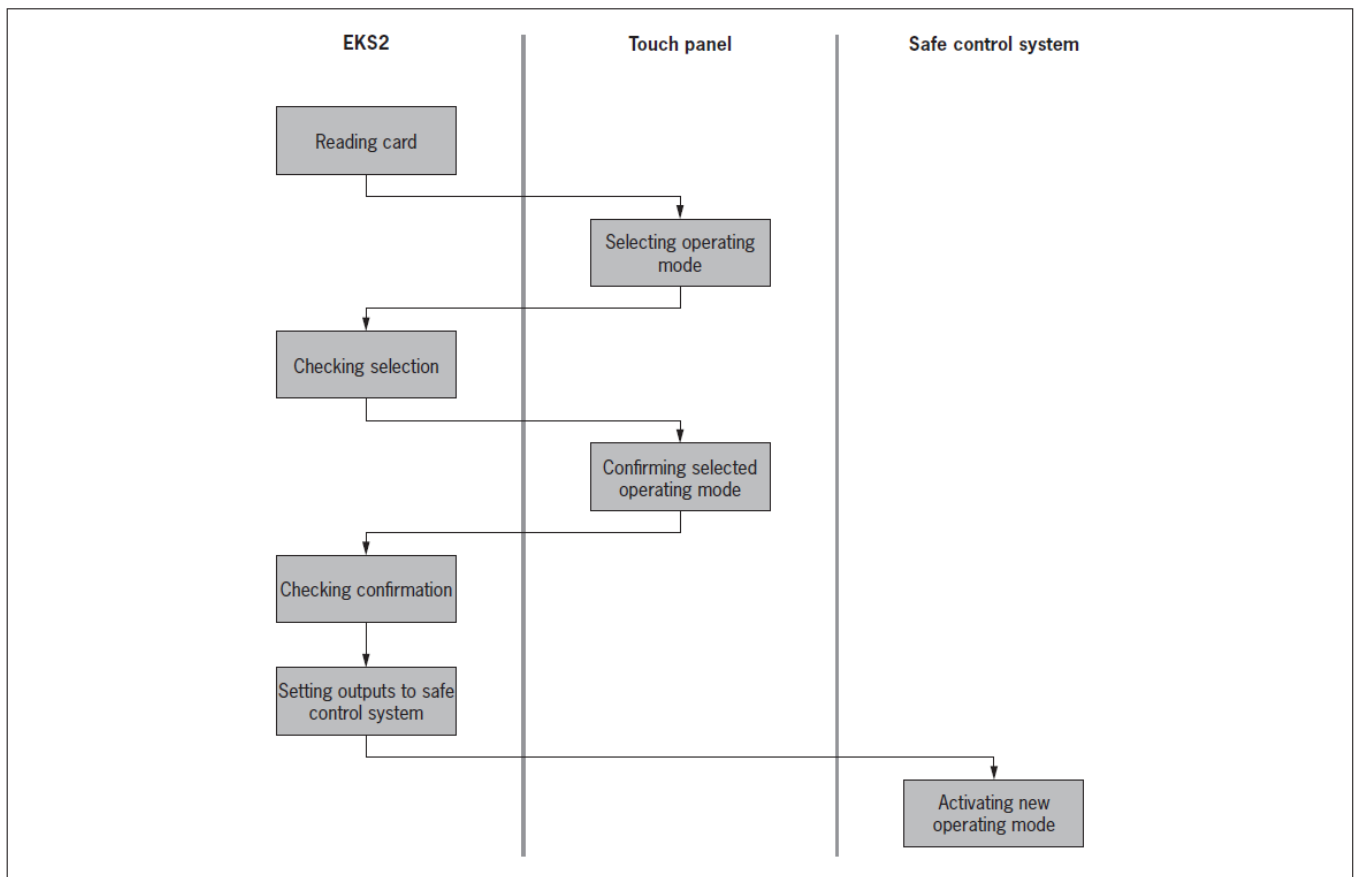 EKS2
Touch panel
Safe control system
Reading card
Selecting operating
mode
Checking selection
Confirming selected
operating mode
Checking confirmation
Setting outputs to safe
control system
Activating new
operating mode